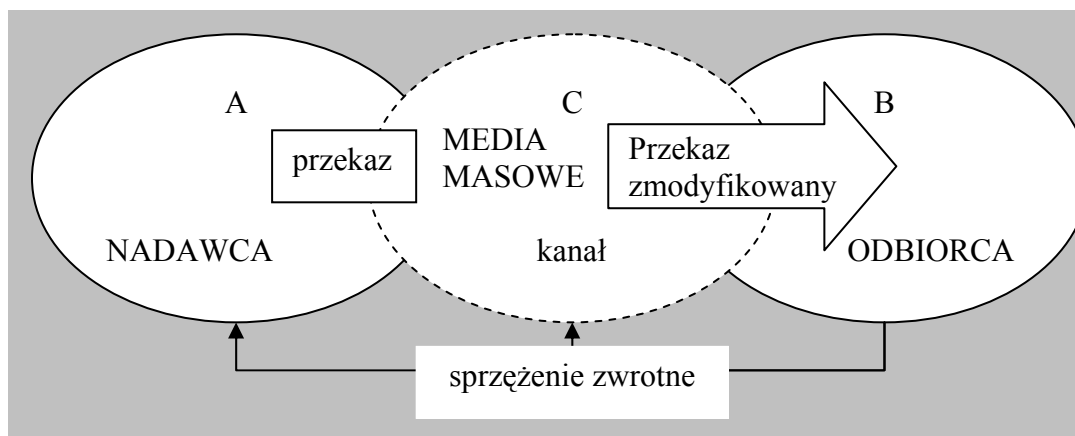 A
C
B
przekaz
MEDIA
MASOWE
Przekaz
zmodyfikowany
NADAWCA
kanał
ODBIORCA
sprzężenie zwrotne